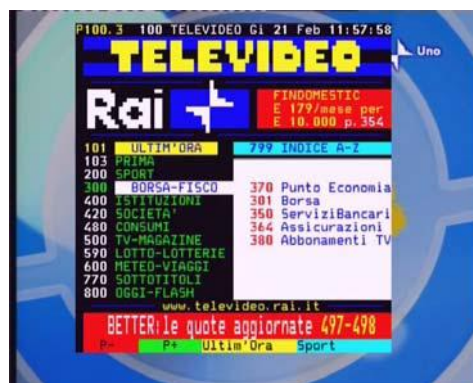 P100.3 100 TELEVIDEO Gi 21 Feb 11:57:58
TELEVIDEO
Uno
Rai
FINDOMESTIC
E 179/mese per
E 10.000 p.354
101 ULTIM'ORA 799 INDICE A-Z
103 PRIMA
200 SPORT
300 BORSA-FISCO 370 Punto Economia
400 ISTITUZIONI 301 Borsa
420 SOCIETA' 350 ServiziBancari
480 CONSUMI 364 Assicurazioni
500 TV-MAGAZINE 380 Abbonamenti TV
590 LOTTO-LOTTERIE
600 METEO-VIAGGI
770 SOTTOTITOLI
800 OGGI-FLASH
www.televideo.rai.it
BETTER:le quote aggiornate 497-498
P- P+ Ultim'Ora Sport